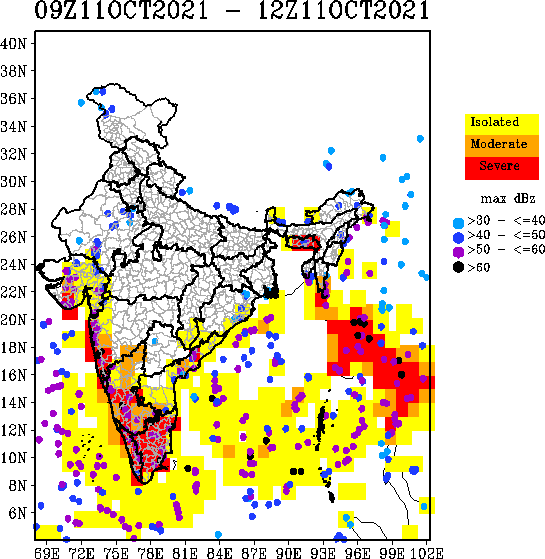 09Z11OCT2021 - 12Z11OCT2021
40N
38N
36N
34N
32N
30N
28N
26N
24N
22N
20N
18N
16N
14N
12N
10N
8N
6N
69E 72E 75E 78E 81E 84E 87E 90E 93E 96E 99E 102E
Isolated
Moderate
Severe
max dBz
>30 - <=40
>40 - <=50
>50 - <=60
>60